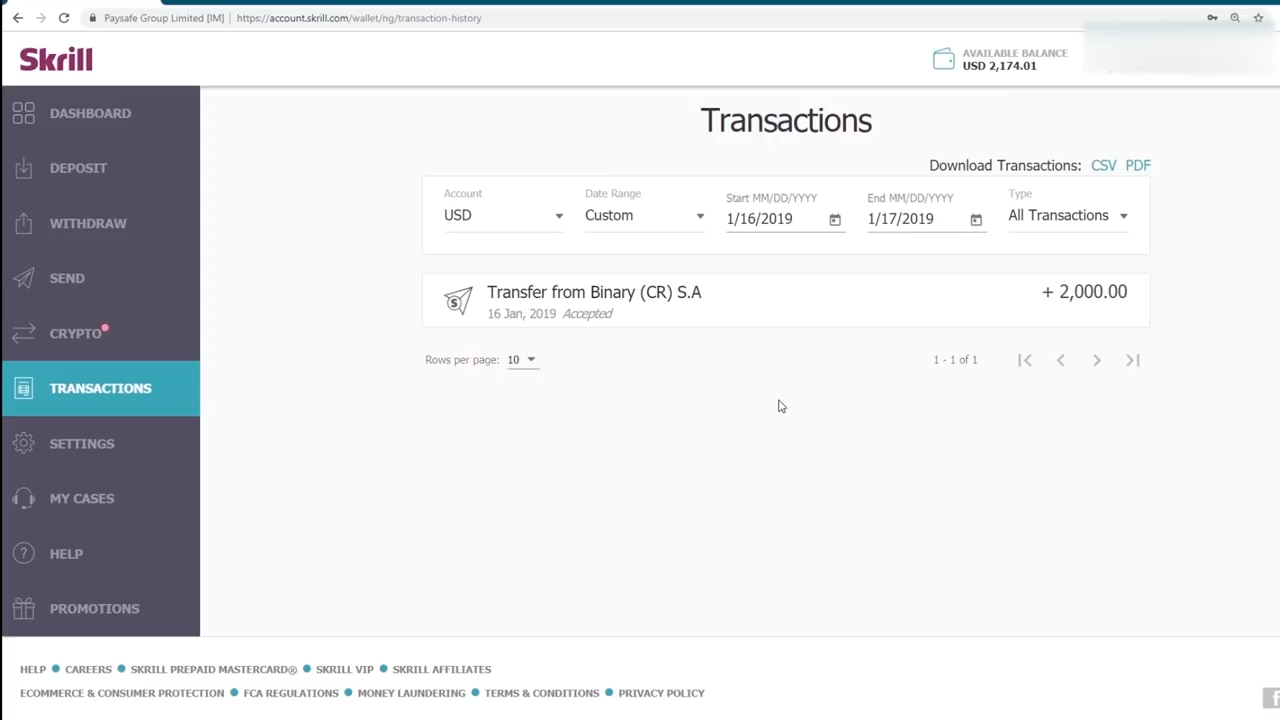 Paysafe Group Limited [IM] | https://account.skrill.com/wallet/ng/transaction-history
Skrill
AVAILABLE BALANCE
USD 2,174.01
DASHBOARD
DEPOSIT
WITHDRAW
SEND
CRYPTO
TRANSACTIONS
SETTINGS
MY CASES
HELP
PROMOTIONS
Transactions
Download Transactions: CSV PDF
Account
USD
Date Range
Custom
Start MM/DD/YYYY
1/16/2019
End MM/DD/YYYY
1/17/2019
Type
All Transactions
Transfer from Binary (CR) S.A
+ 2,000.00
16 Jan, 2019 Accepted
Rows per page: 10
1 - 1 of 1
HELP CAREERS SKRILL PREPAID MASTERCARD® SKRILL VIP SKRILL AFFILIATES
ECOMMERCE & CONSUMER PROTECTION FCA REGULATIONS MONEY LAUNDERING TERMS & CONDITIONS PRIVACY POLICY